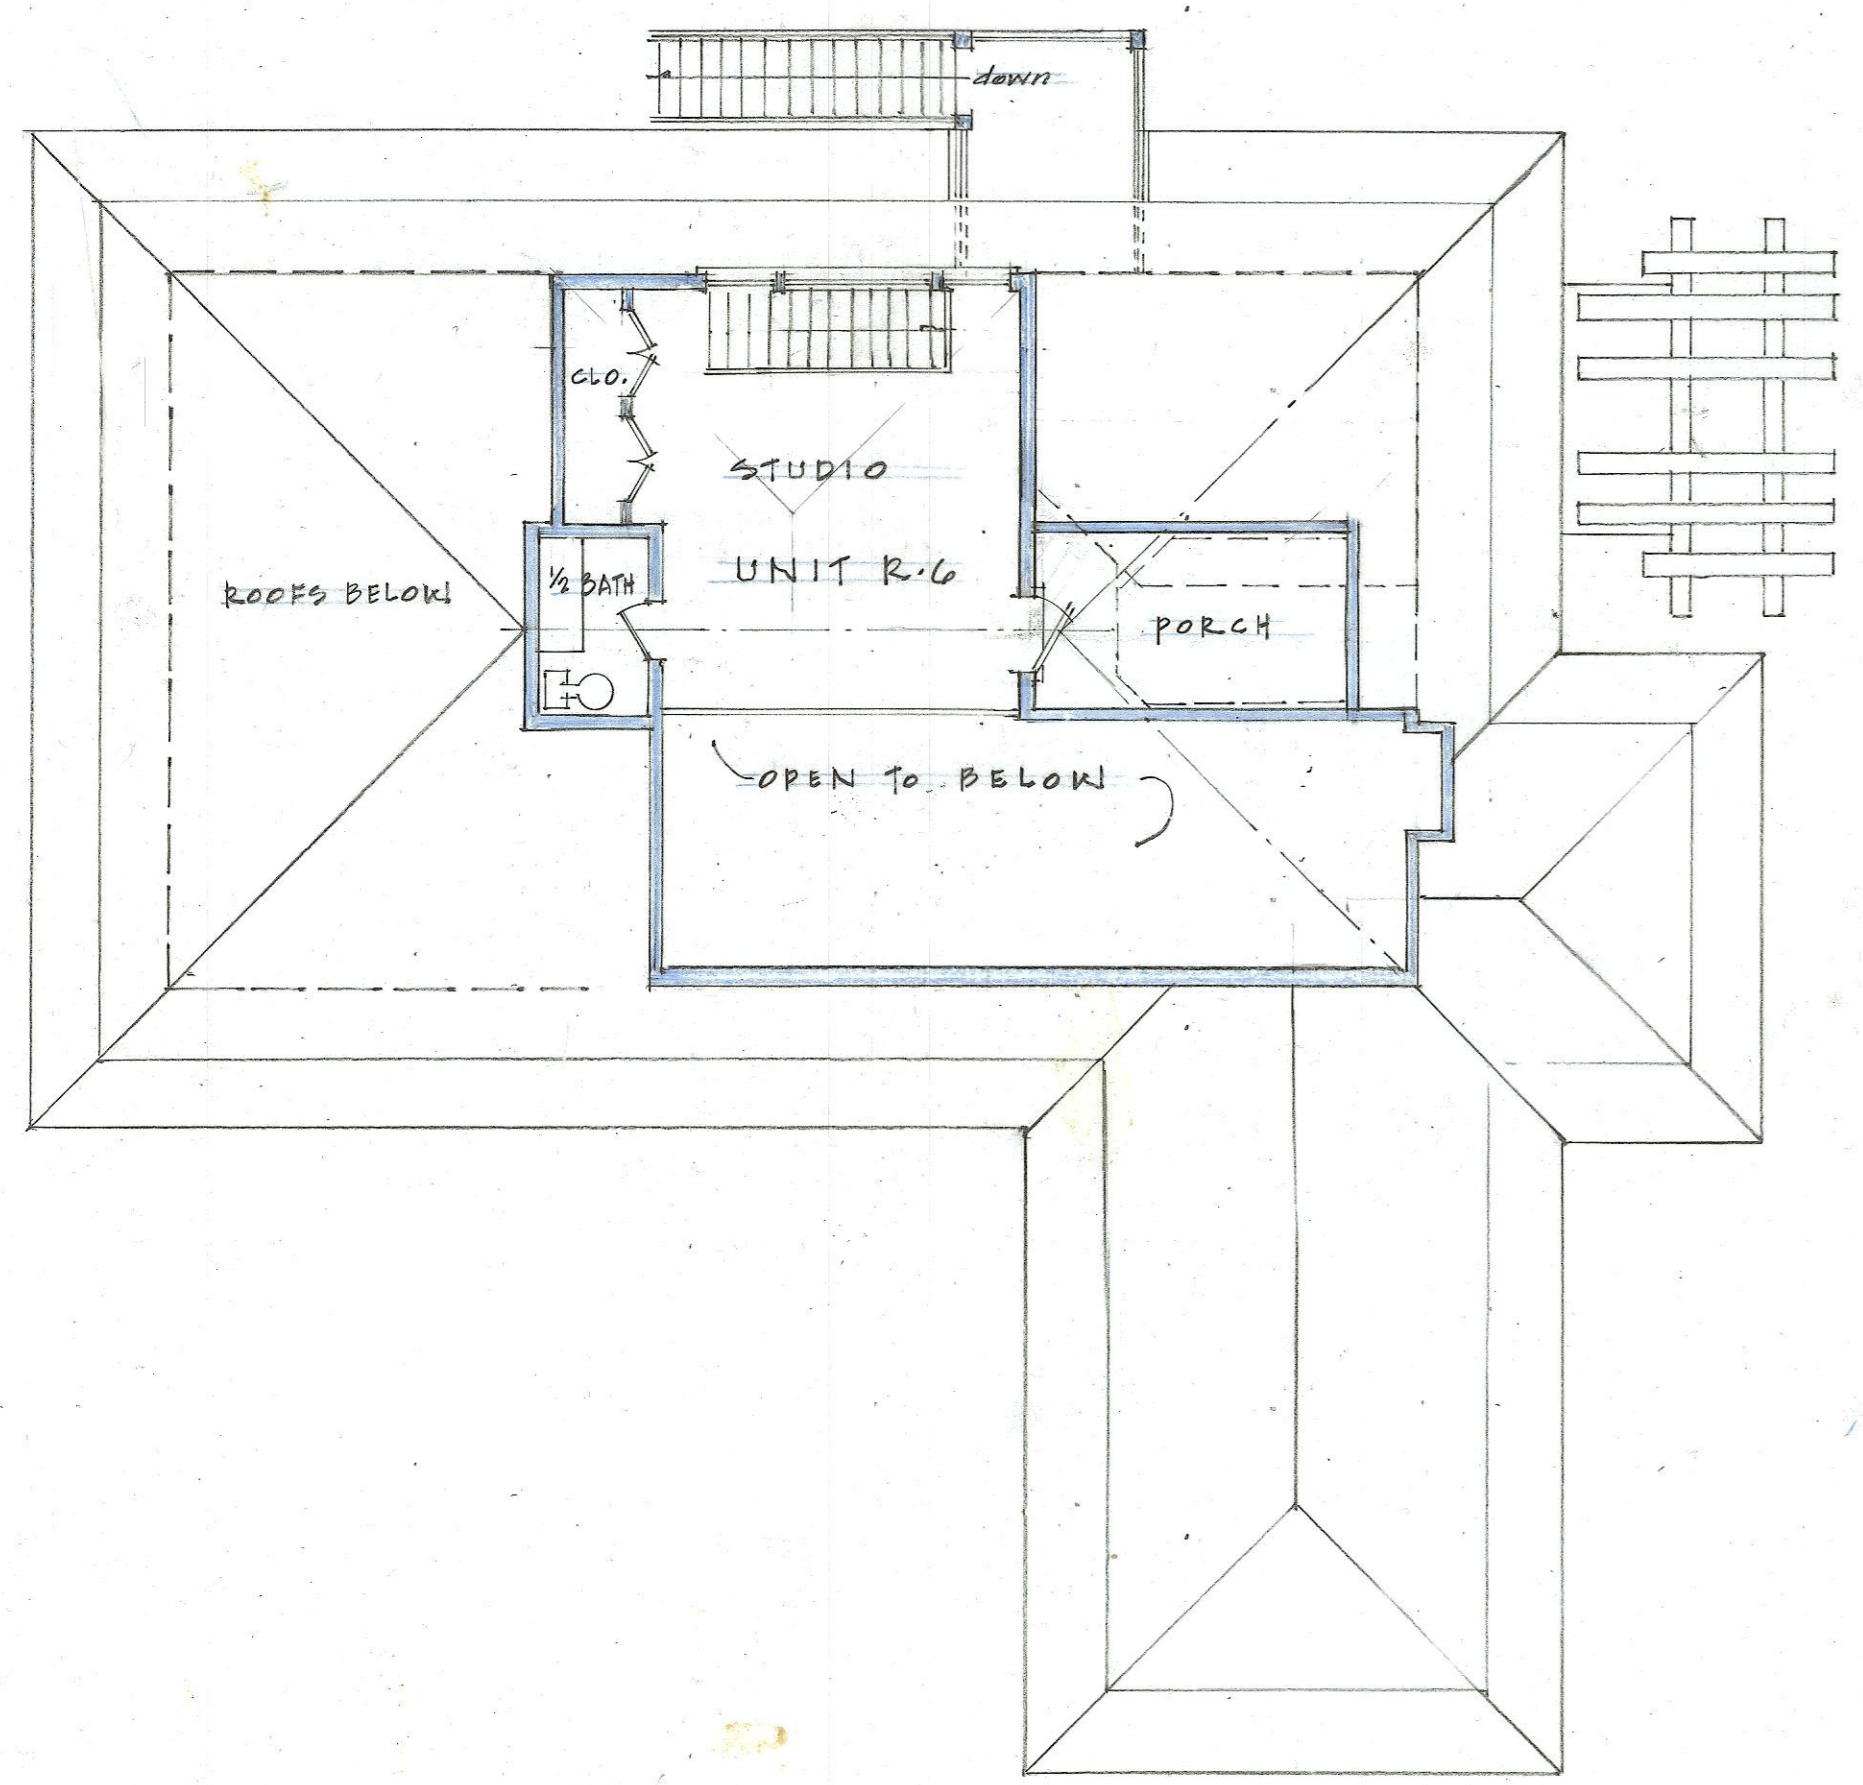 down
CLO.
STUDIO
UNIT R.6
½ BATH
ROOFS BELOW
PORCH
OPEN TO BELOW